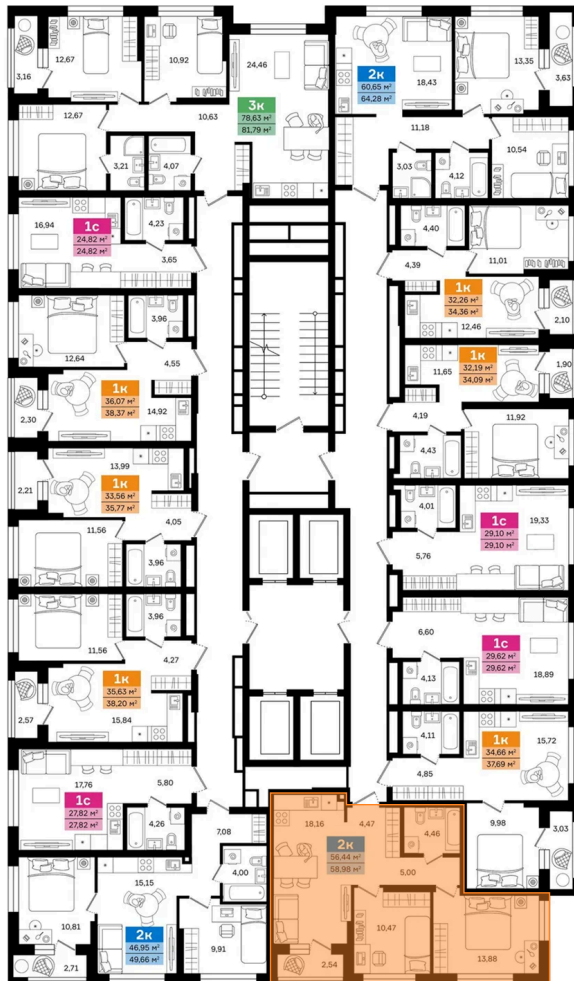 3,16
12,67
10,92
24,46
3к
78,63 м²
81,79 м²
12,67
10,63
3,21
4,07
2к
60,65 м²
64,28 м²
18,43
13,35
3,63
11,18
3,03
4,12
10,54
16,94
1с
24,82 м²
24,82 м²
4,23
3,65
4,40
11,01
4,39
1к
32,26 м²
34,36 м²
12,46
2,10
3,96
12,64
4,55
1к
36,07 м²
38,37 м²
14,92
2,30
1к
32,19 м²
34,09 м²
11,65
1,90
4,19
11,92
4,43
13,99
2,21
1к
33,56 м²
35,77 м²
4,05
11,56
3,96
4,01
1с
29,10 м²
29,10 м²
19,33
5,76
3,96
11,56
4,27
1к
35,63 м²
38,20 м²
2,57
15,84
6,60
1с
29,62 м²
29,62 м²
4,13
18,89
4,11
1к
34,66 м²
37,69 м²
15,72
4,85
9,98
3,03
17,76
5,80
1с
27,82 м²
27,82 м²
4,26
7,08
4,00
15,15
10,81
2к
46,95 м²
49,66 м²
2,71
9,91
18,16
4,47
4,46
2к
56,44 м²
58,98 м²
5,00
10,47
2,54
13,88